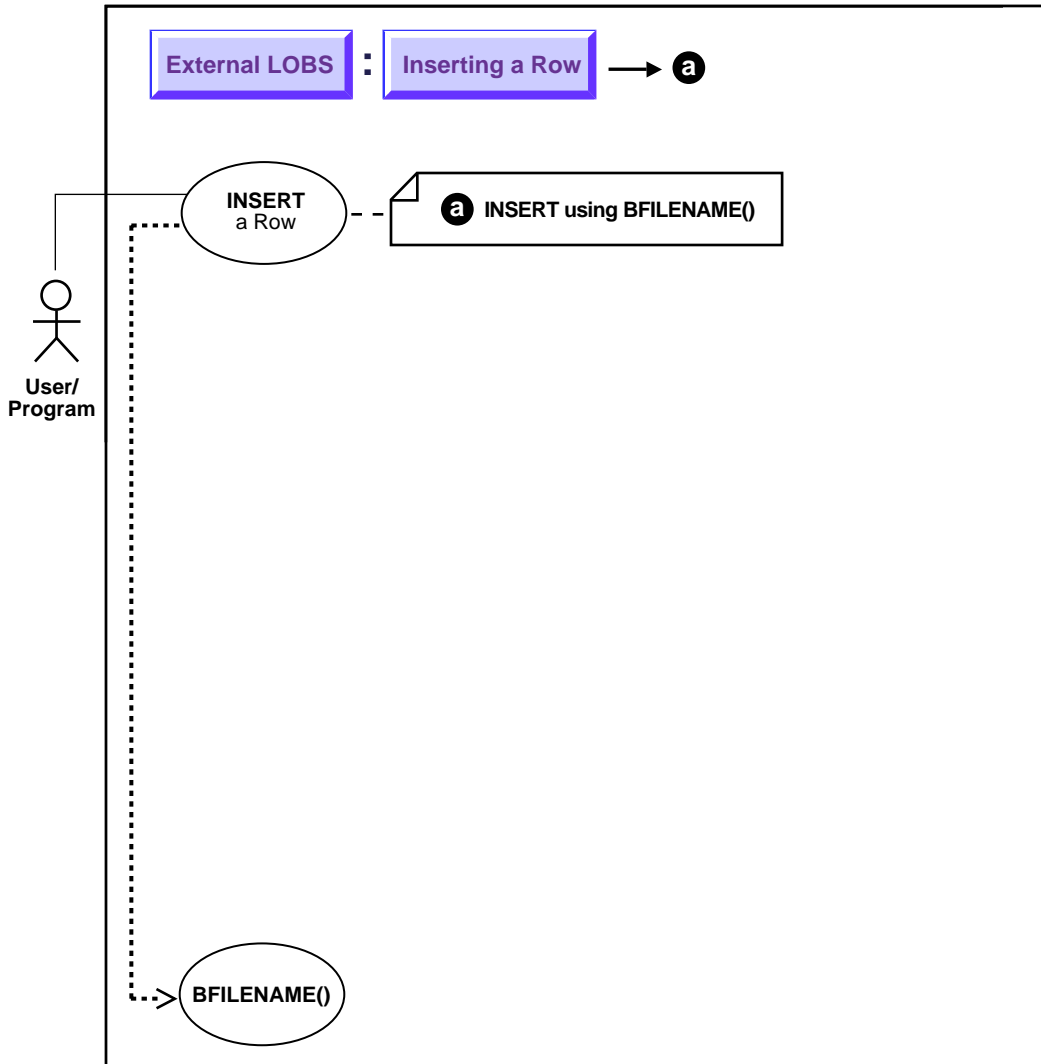 External LOBS : Inserting a Row a
INSERT
a Row
a INSERT using BFILENAME()
User/
Program
BFILENAME()